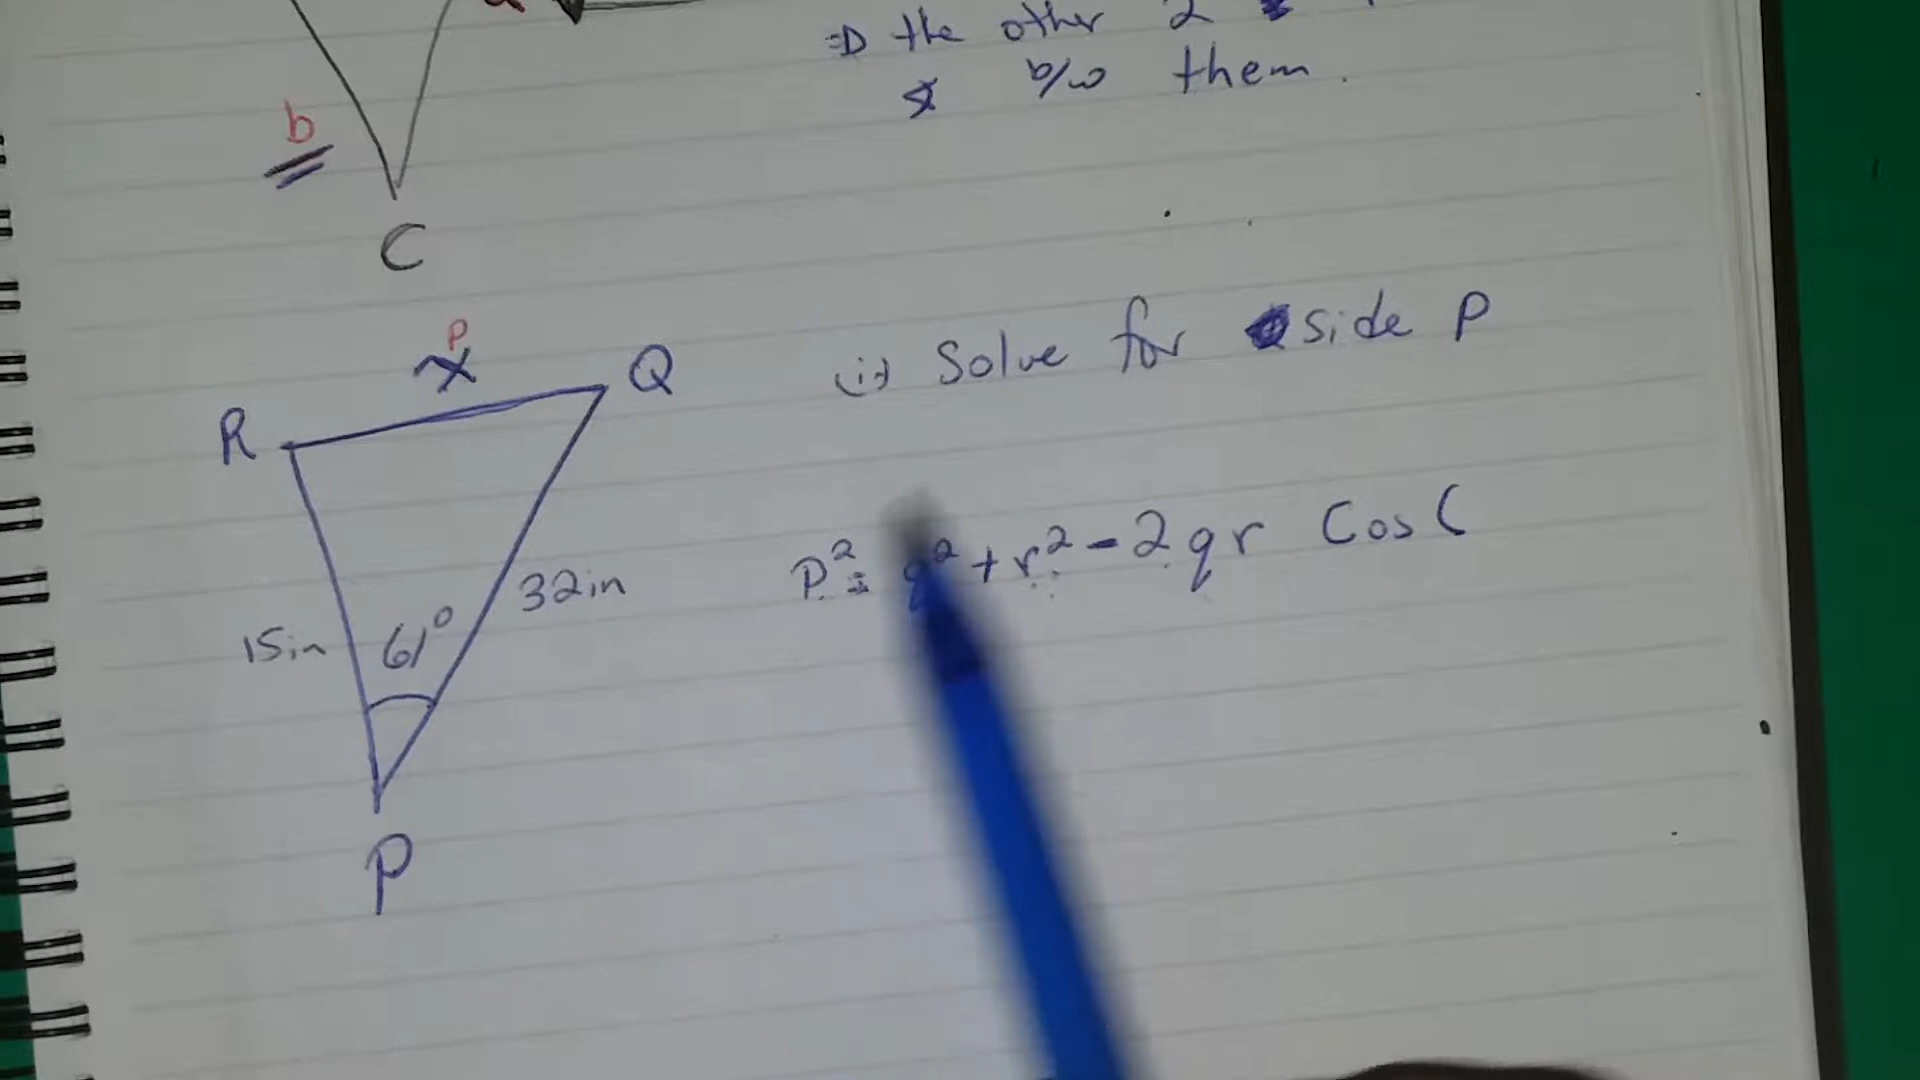 ⇒ the other 2
∡ b/w them.
b
C
p
x
Q
R
(i) Solve for side p
P² = q² + r² - 2qr Cos (
32in
15in
61°
P